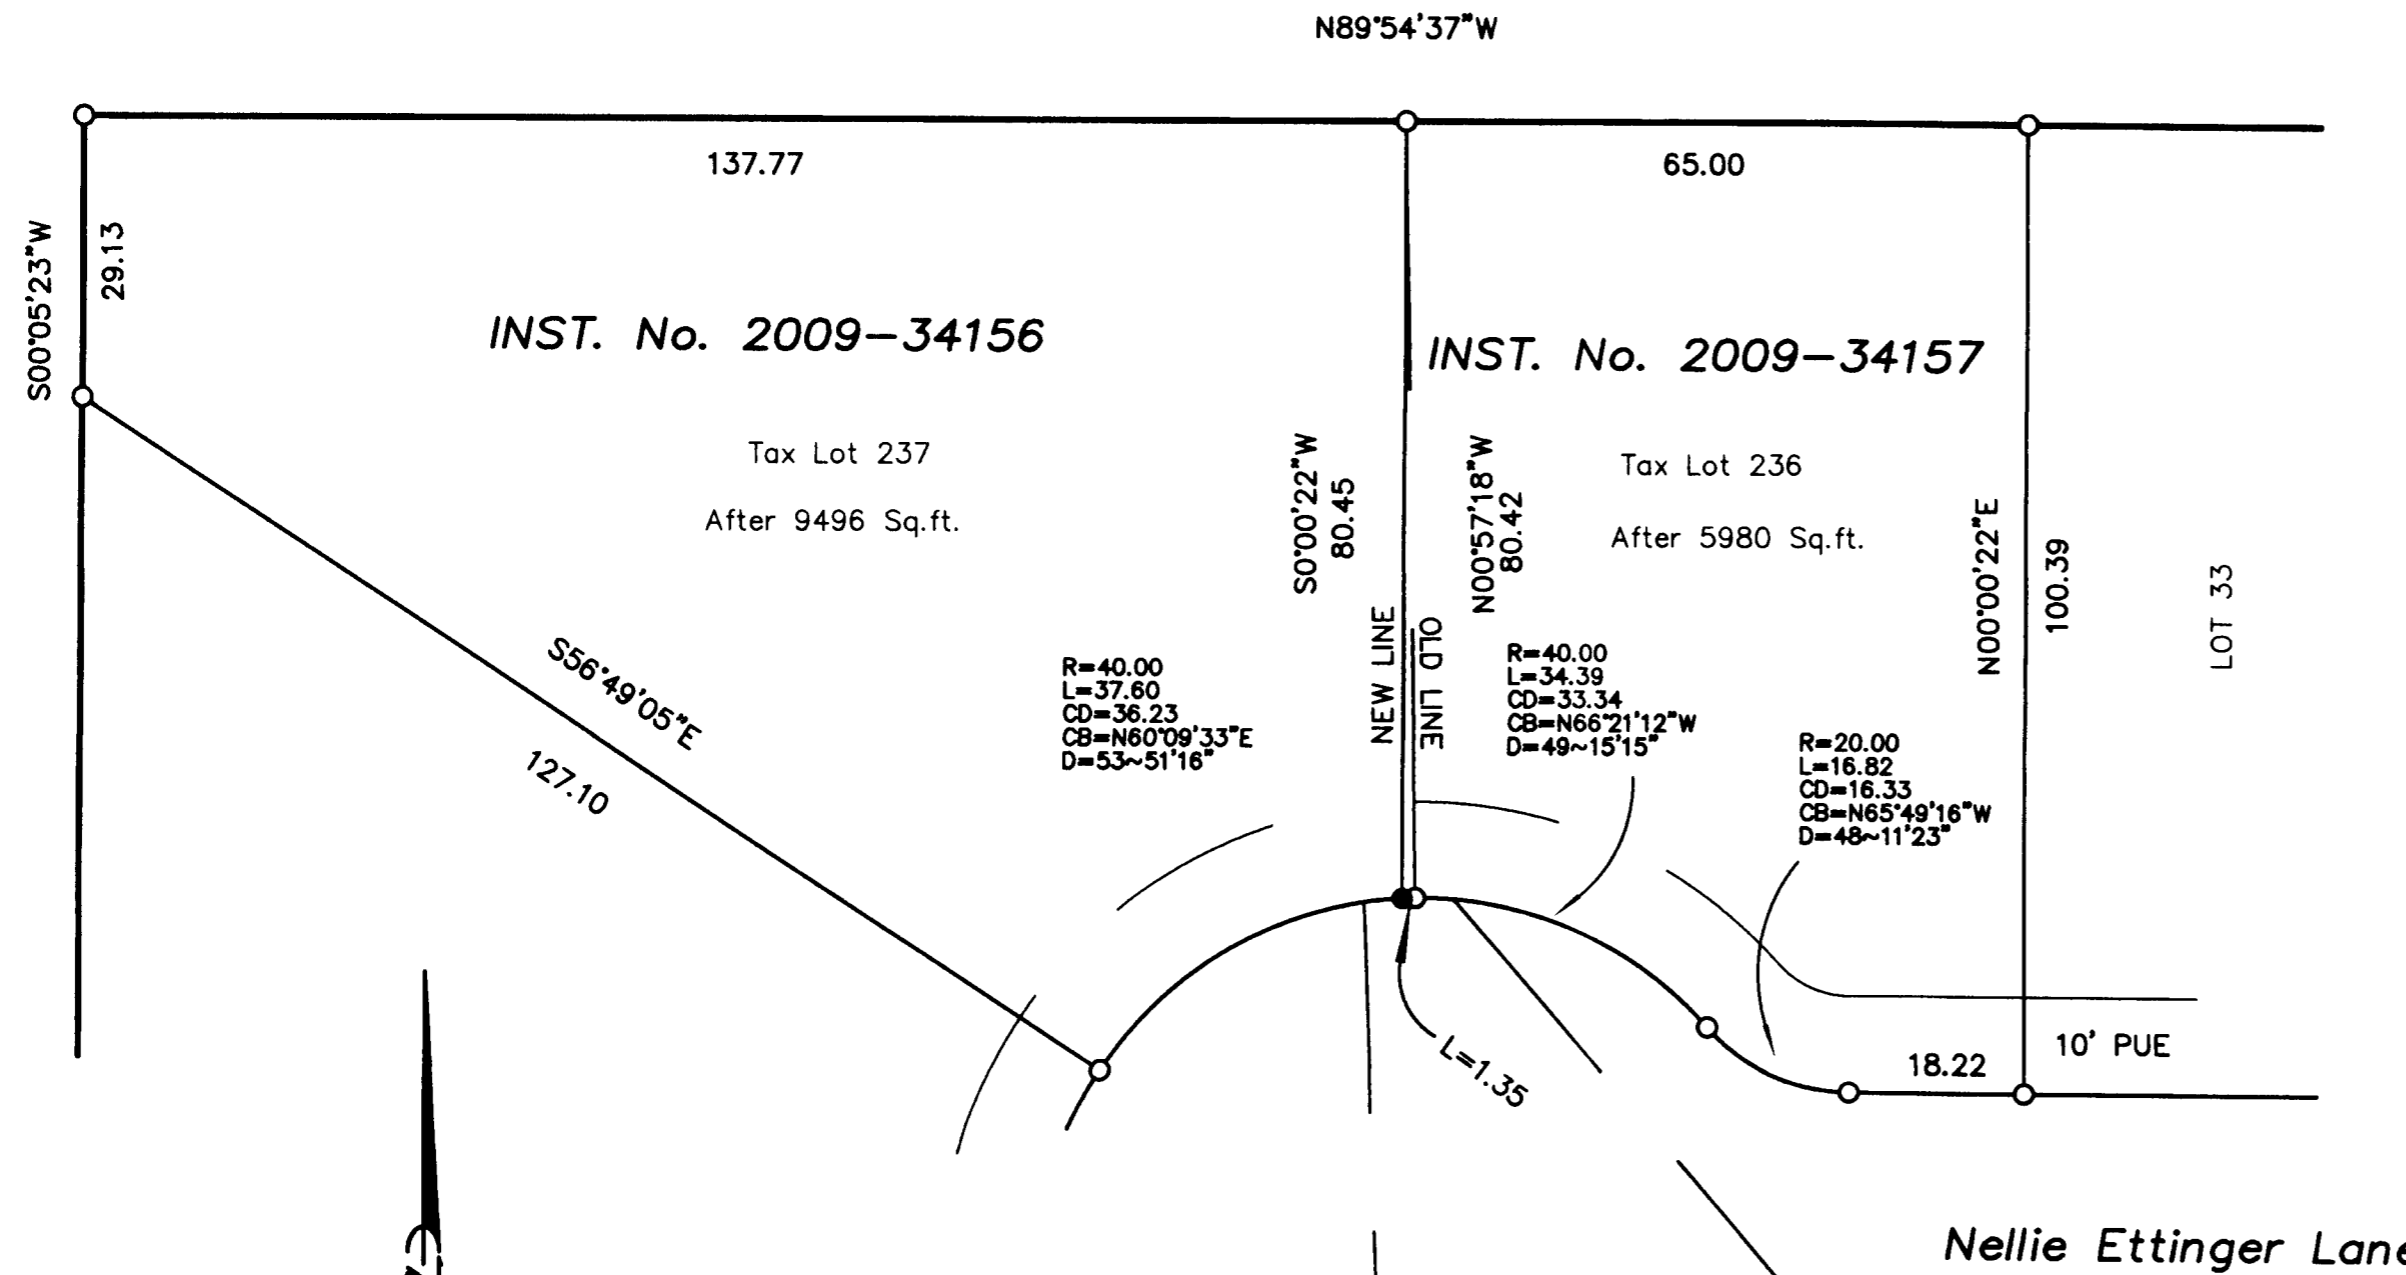 N89°54'37"W
137.77
65.00
S00°05'23"W
29.13
INST. No. 2009-34156
INST. No. 2009-34157
Tax Lot 237
After 9496 Sq.ft.
S0°00'22"W
80.45
N00°57'18"W
80.42
Tax Lot 236
After 5980 Sq.ft.
N00°00'22"E
100.39
LOT 33
NEW LINE
OLD LINE
S56°49'05"E
127.10
R=40.00
L=37.60
CD=36.23
CB=N60°09'33"E
D=53~51'16"
R=40.00
L=34.39
CD=33.34
CB=N66°21'12"W
D=49~15'15"
R=20.00
L=16.82
CD=16.33
CB=N65°49'16"W
D=48~11'23"
L=1.35
18.22
10' PUE
Nellie Ettinger Lane